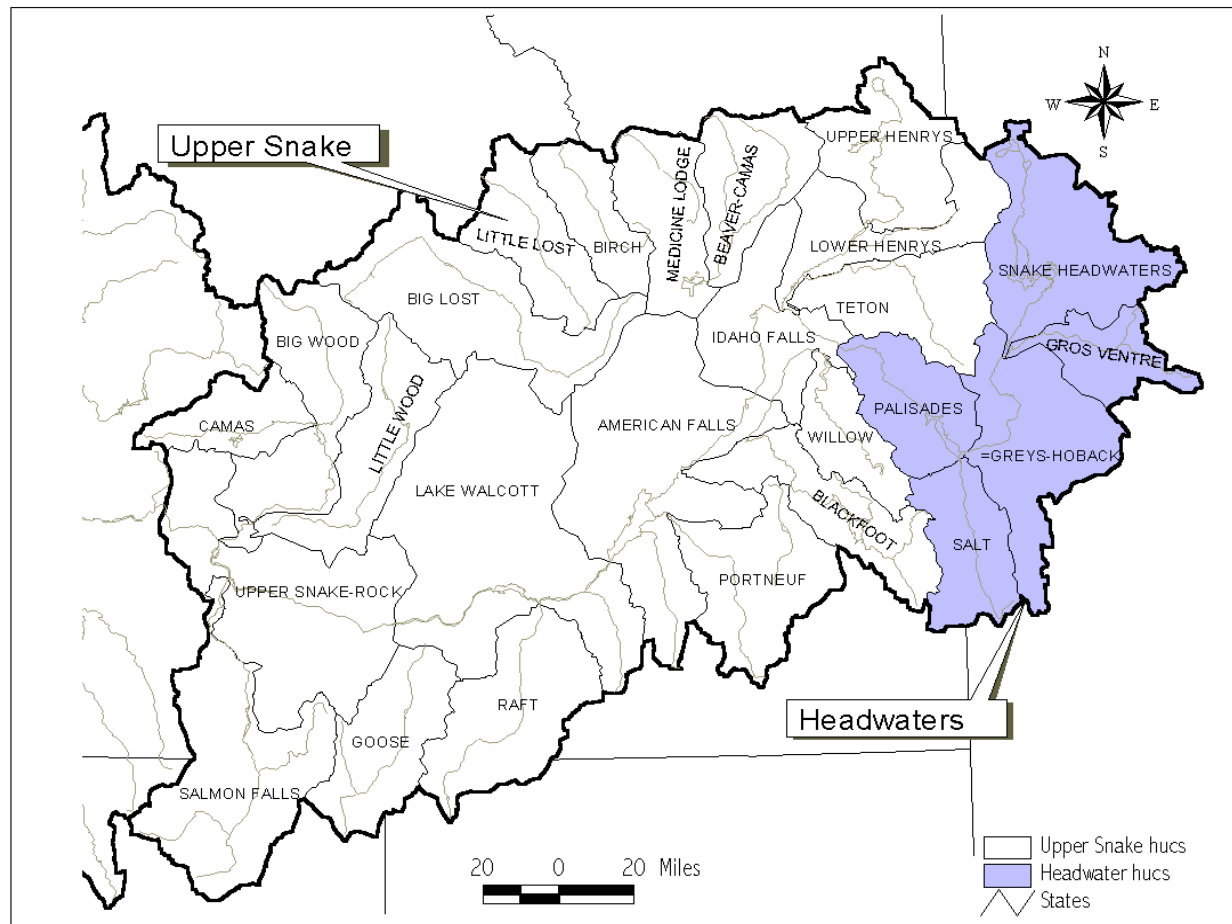 N
W E
S
Upper Snake
UPPER HENRYS
MEDICINE LODGE
BEAVER-CAMAS
LITTLE LOST
BIRCH
LOWER HENRYS
SNAKE HEADWATERS
BIG LOST
TETON
BIG WOOD
IDAHO FALLS
GROS VENTRE
LITTLE WOOD
PALISADES
CAMAS
AMERICAN FALLS
WILLOW
=GREYS-HOBACK
LAKE WALCOTT
BLACKFOOT
SALT
PORTNEUF
UPPER SNAKE-ROCK
RAFT
Headwaters
GOOSE
SALMON FALLS
20 0 20 Miles
Upper Snake hucs
Headwater hucs
States